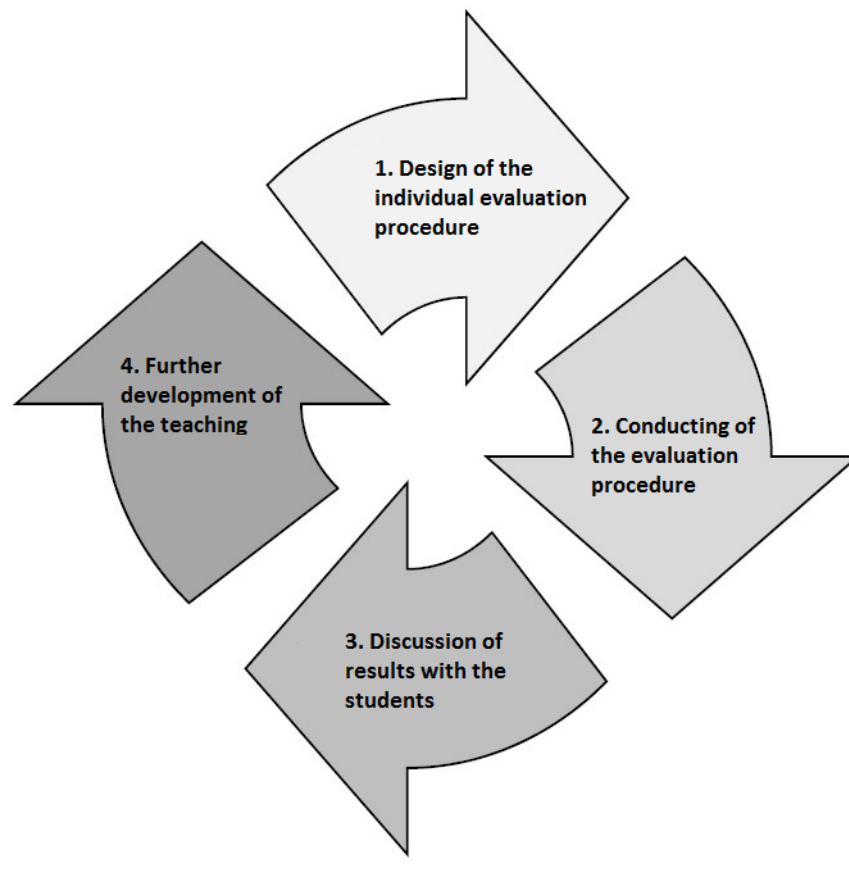 1. Design of the
individual evaluation
procedure
2. Conducting of
the evaluation
procedure
3. Discussion of
results with the
students
4. Further
development of
the teaching